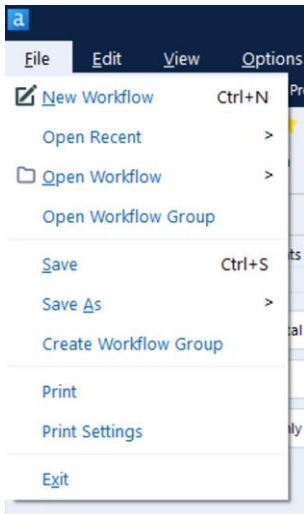 a
File Edit View Options
New Workflow Ctrl+N
Open Recent >
Open Workflow >
Open Workflow Group
Save Ctrl+S
Save As >
Create Workflow Group
Print
Print Settings
Exit